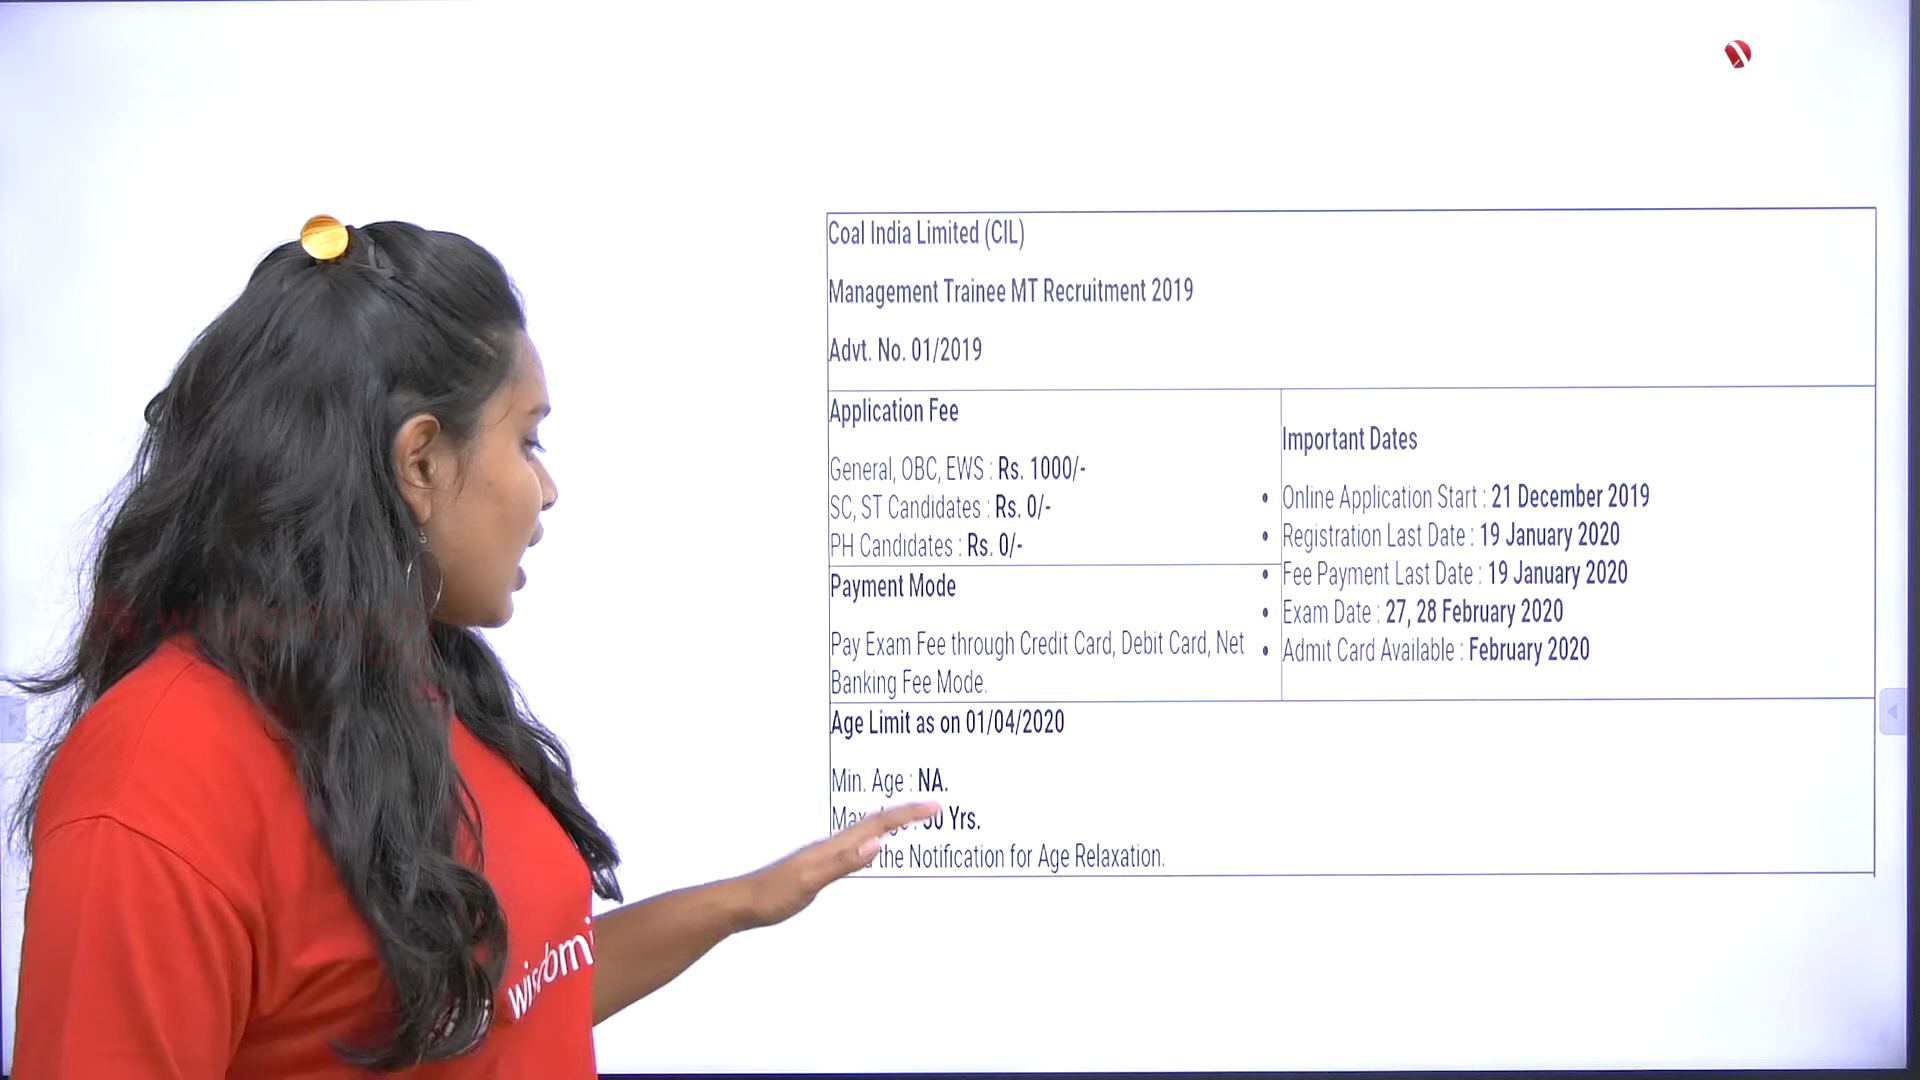 Coal India Limited (CIL)
Management Trainee MT Recruitment 2019
Advt. No. 01/2019
Application Fee
General, OBC, EWS : Rs. 1000/-
SC, ST Candidates : Rs. 0/-
PH Candidates : Rs. 0/-
Payment Mode
Pay Exam Fee through Credit Card, Debit Card, Net
Banking Fee Mode.
Important Dates
Online Application Start : 21 December 2019
Registration Last Date : 19 January 2020
Fee Payment Last Date : 19 January 2020
Exam Date : 27, 28 February 2020
Admit Card Available : February 2020
Age Limit as on 01/04/2020
Min. Age : NA.
: 30 Yrs.
the Notification for Age Relaxation.